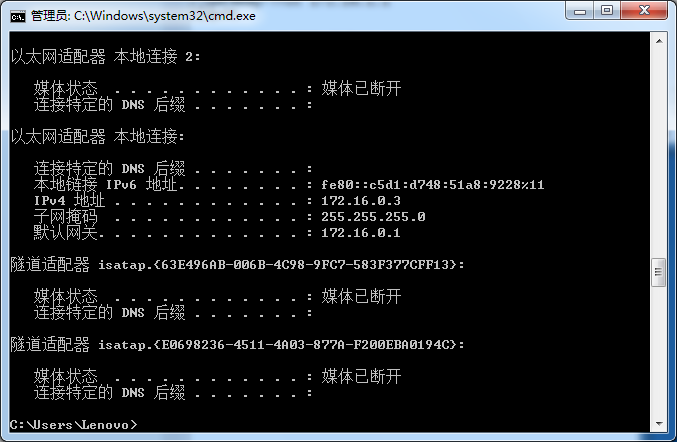 管理员: C:\Windows\system32\cmd.exe
以太网适配器 本地连接 2:
媒体状态  . . . . . . . . . . . . : 媒体已断开
连接特定的 DNS 后缀 . . . . . . . :
以太网适配器 本地连接:
连接特定的 DNS 后缀 . . . . . . . :
本地链接 IPv6 地址. . . . . . . . : fe80::c5d1:d748:51a8:9228%11
IPv4 地址 . . . . . . . . . . . . : 172.16.0.3
子网掩码  . . . . . . . . . . . . : 255.255.255.0
默认网关. . . . . . . . . . . . . : 172.16.0.1
隧道适配器 isatap.{63E496AB-006B-4C98-9FC7-583F377CFF13}:
媒体状态  . . . . . . . . . . . . : 媒体已断开
连接特定的 DNS 后缀 . . . . . . . :
隧道适配器 isatap.{E0698236-4511-4A03-877A-F200EBA0194C}:
媒体状态  . . . . . . . . . . . . : 媒体已断开
连接特定的 DNS 后缀 . . . . . . . :
C:\Users\Lenovo>